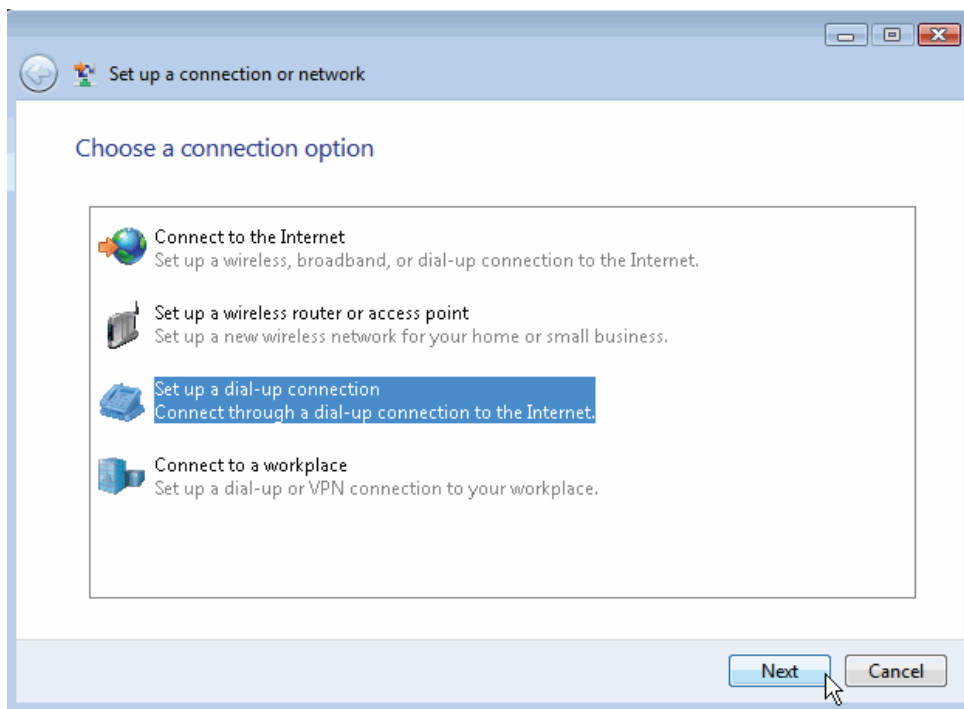 Set up a connection or network
Choose a connection option
Connect to the Internet
Set up a wireless, broadband, or dial-up connection to the Internet.
Set up a wireless router or access point
Set up a new wireless network for your home or small business.
Set up a dial-up connection
Connect through a dial-up connection to the Internet.
Connect to a workplace
Set up a dial-up or VPN connection to your workplace.
Next
Cancel